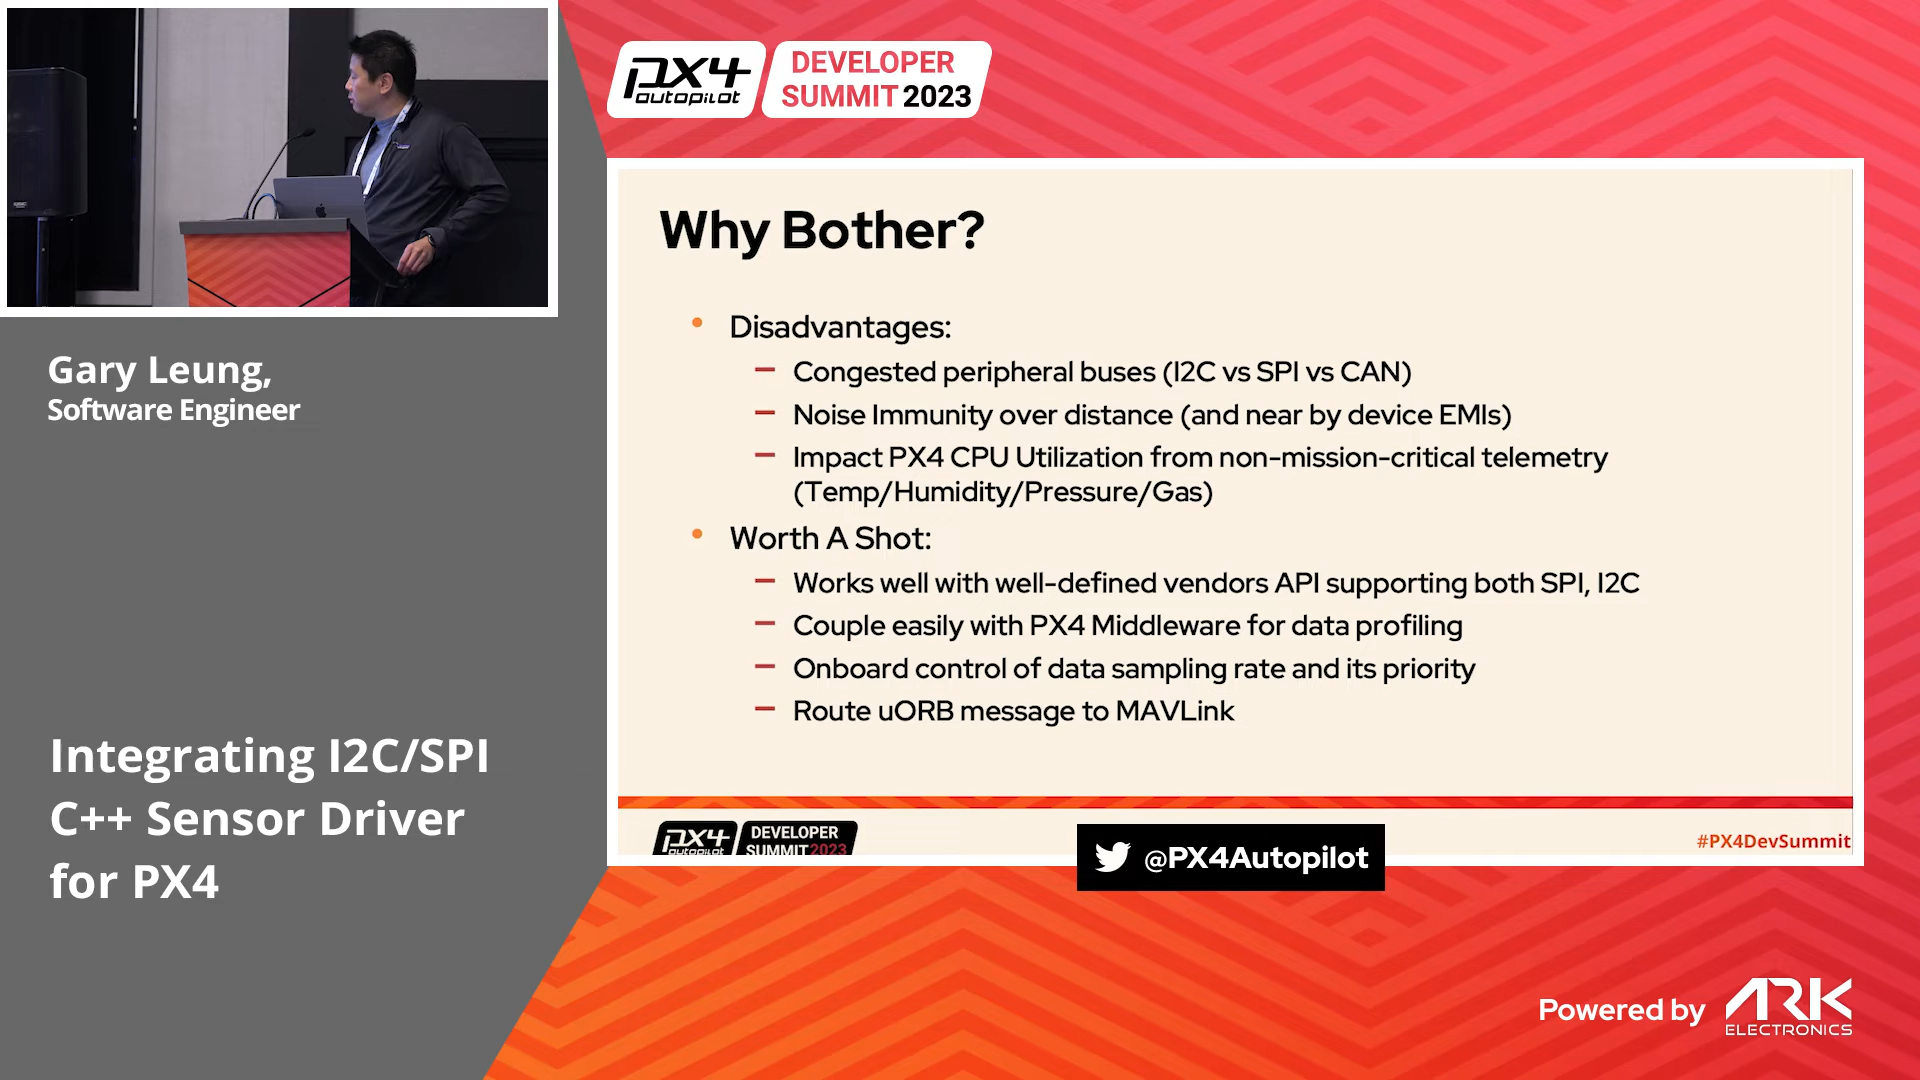 px4
autopilot
DEVELOPER
SUMMIT 2023
Gary Leung,
Software Engineer
Integrating I2C/SPI
C++ Sensor Driver
for PX4
Why Bother?
• Disadvantages:
– Congested peripheral buses (I2C vs SPI vs CAN)
– Noise Immunity over distance (and near by device EMIs)
– Impact PX4 CPU Utilization from non-mission-critical telemetry
(Temp/Humidity/Pressure/Gas)
• Worth A Shot:
– Works well with well-defined vendors API supporting both SPI, I2C
– Couple easily with PX4 Middleware for data profiling
– Onboard control of data sampling rate and its priority
– Route uORB message to MAVLink
px4
autopilot
DEVELOPER
SUMMIT 2023
@PX4Autopilot
#PX4DevSummit
Powered by
ARK
ELECTRONICS